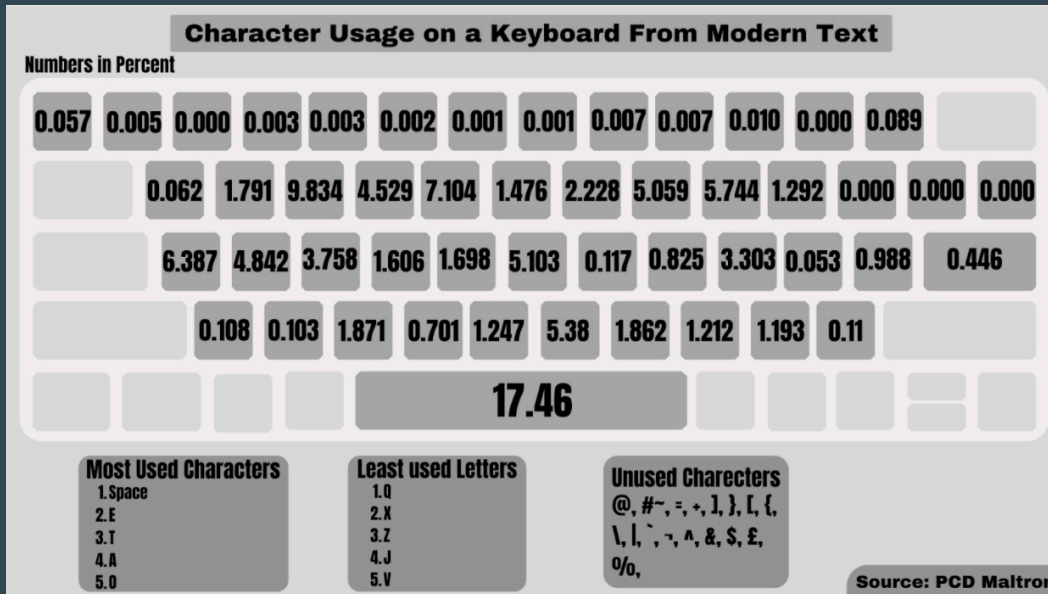 Character Usage on a Keyboard From Modern Text
Numbers in Percent
0.057 0.005 0.000 0.003 0.003 0.002 0.001 0.001 0.007 0.007 0.010 0.000 0.089
0.062 1.791 9.834 4.529 7.104 1.476 2.228 5.059 5.744 1.292 0.000 0.000 0.000
6.387 4.842 3.758 1.606 1.698 5.103 0.117 0.825 3.303 0.053 0.988 0.446
0.108 0.103 1.871 0.701 1.247 5.38 1.862 1.212 1.193 0.11
17.46
Most Used Characters
1.Space
2.E
3.T
4.A
5.O
Least used Letters
1.Q
2.X
3.Z
4.J
5.V
Unused Charecters
@, #~, =, +, ], }, [, {,
\, |, `, ¬, ^, &, $, £,
%,
Source: PCD Maltron